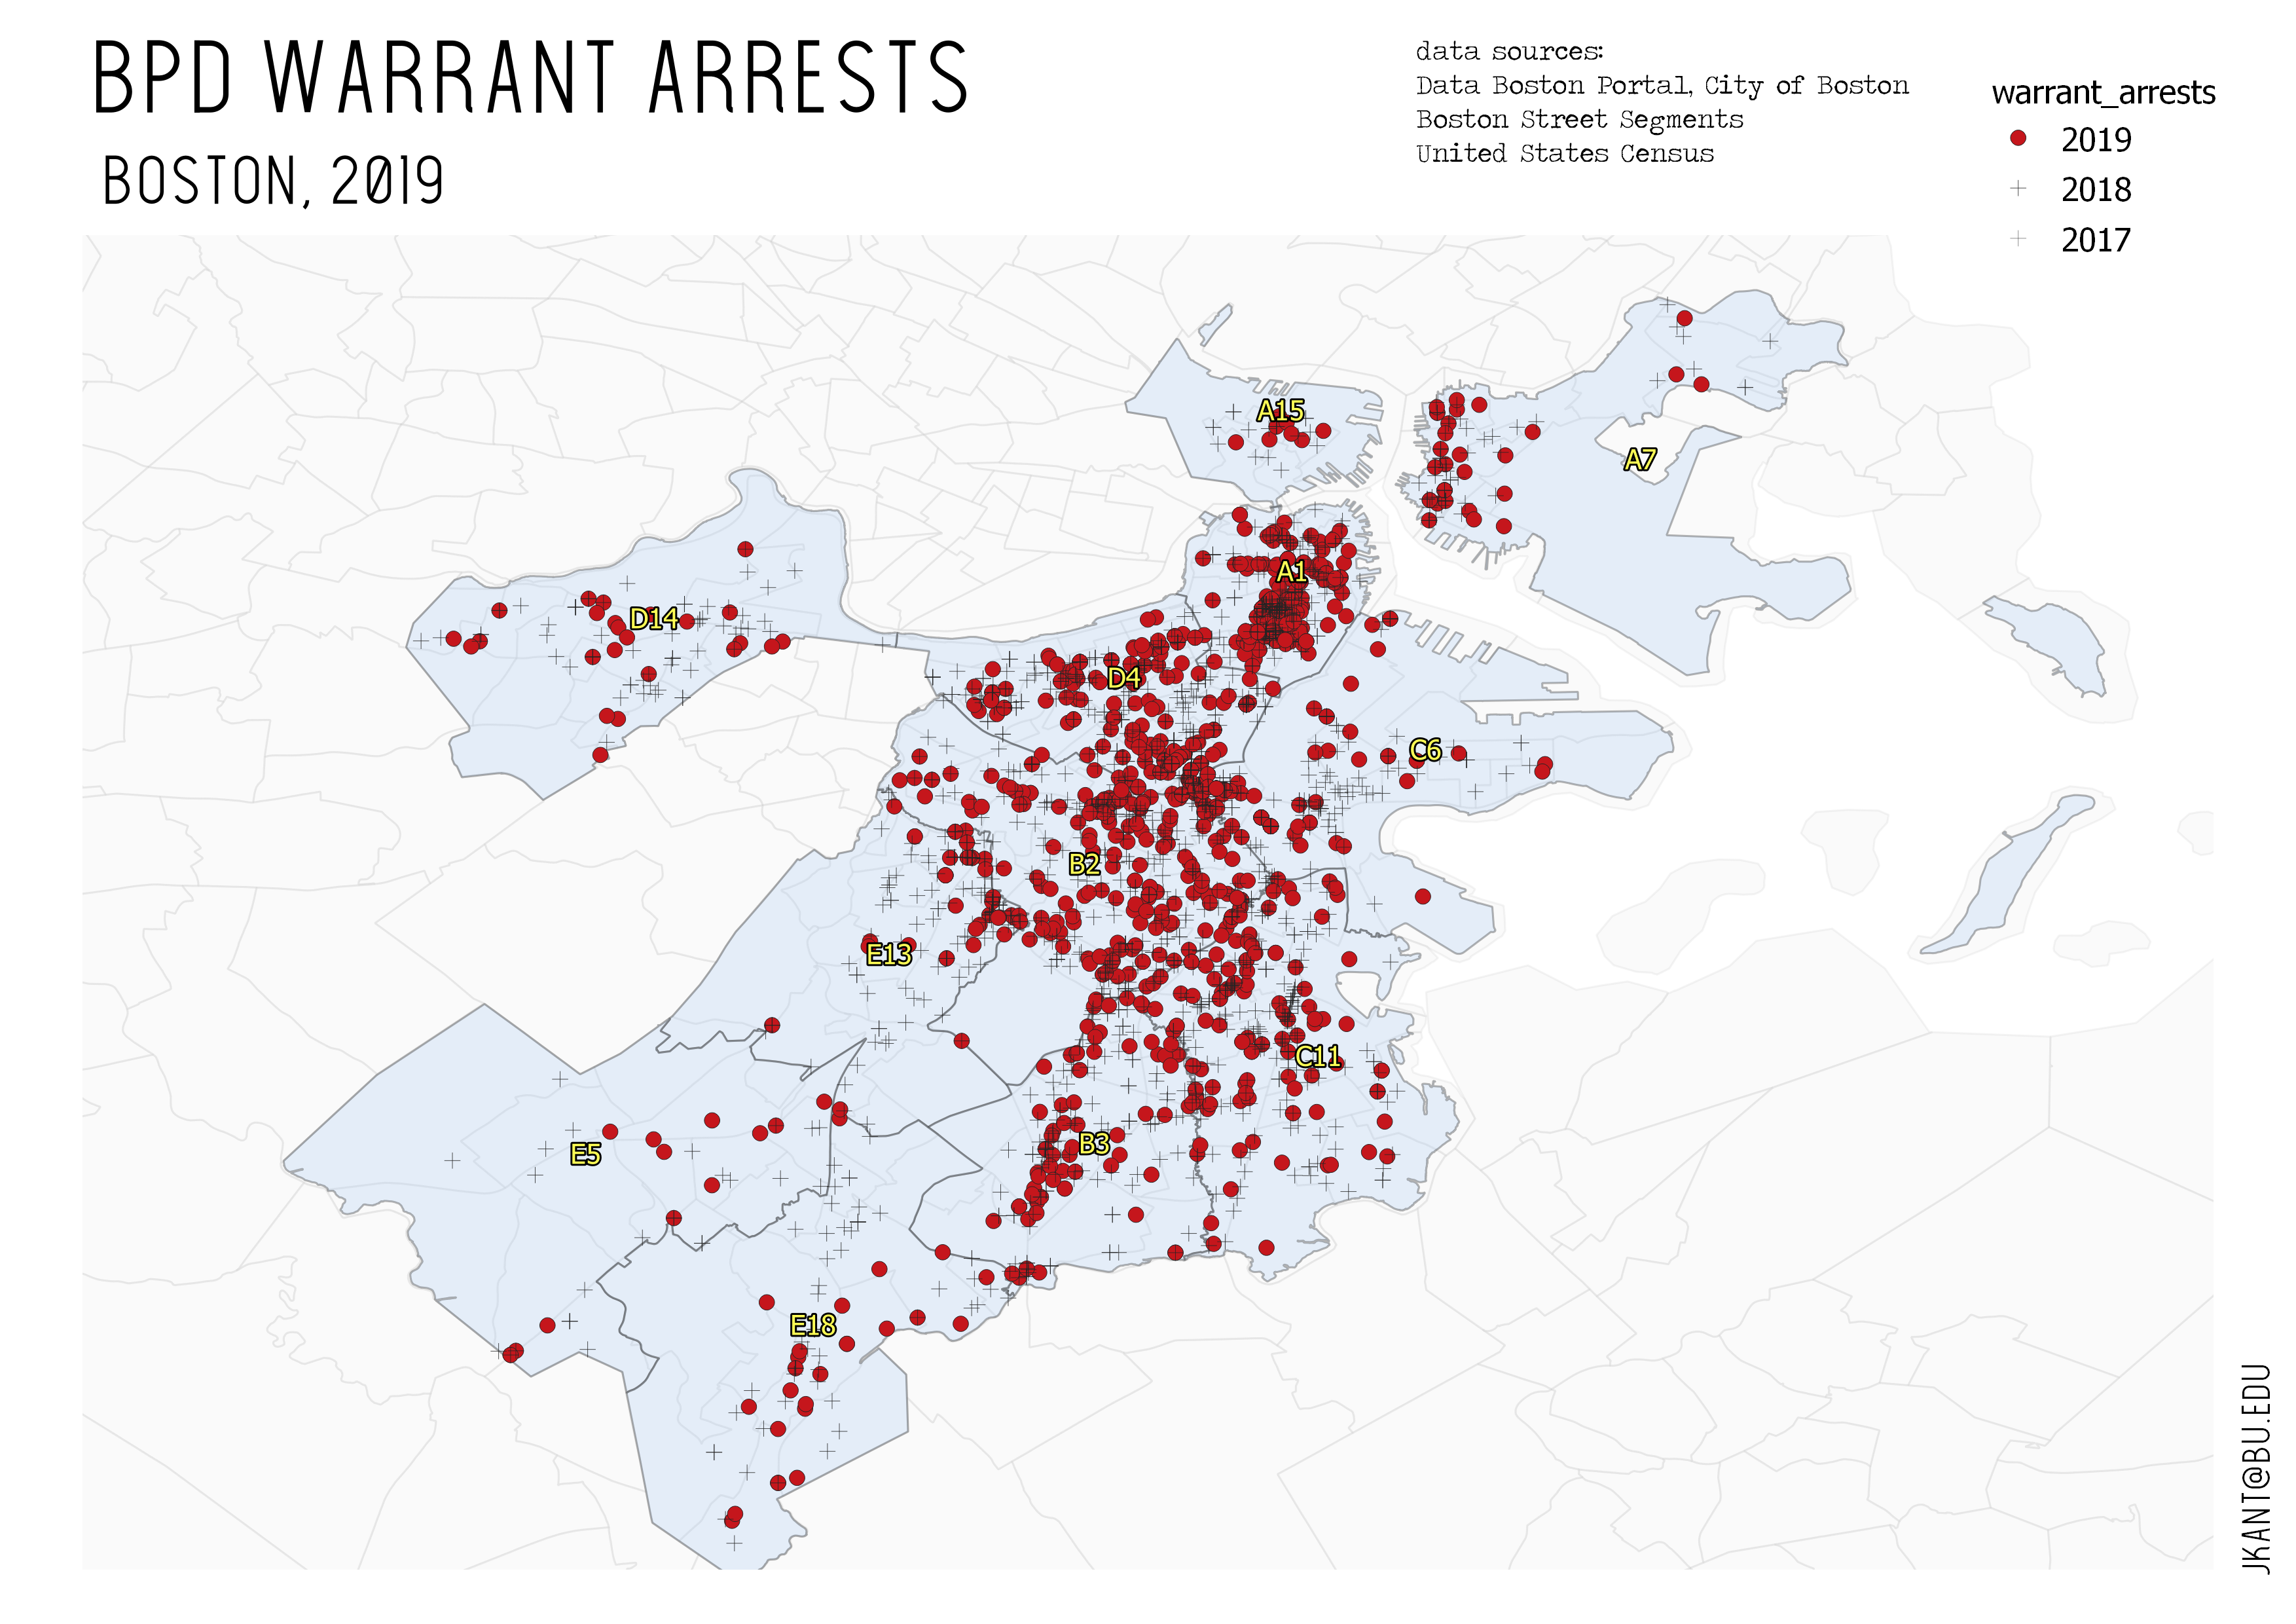 BPD WARRANT ARRESTS
BOSTON, 2019
data sources:
Data Boston Portal, City of Boston
Boston Street Segments
United States Census
warrant_arrests
2019
2018
2017
A15
A7
A1
D14
D4
C6
B2
E13
C11
B3
E5
E18
JKANT@BU.EDU